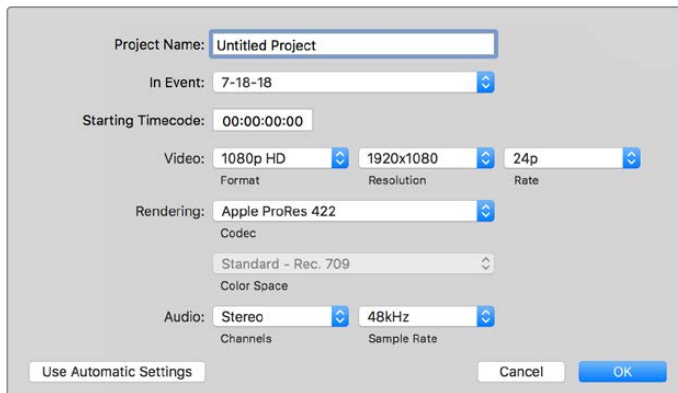 Project Name: Untitled Project
In Event: 7-18-18
Starting Timecode: 00:00:00:00
Video: 1080p HD 1920x1080 24p
Format Resolution Rate
Rendering: Apple ProRes 422
Codec
Standard - Rec. 709
Color Space
Audio: Stereo 48kHz
Channels Sample Rate
Use Automatic Settings Cancel OK